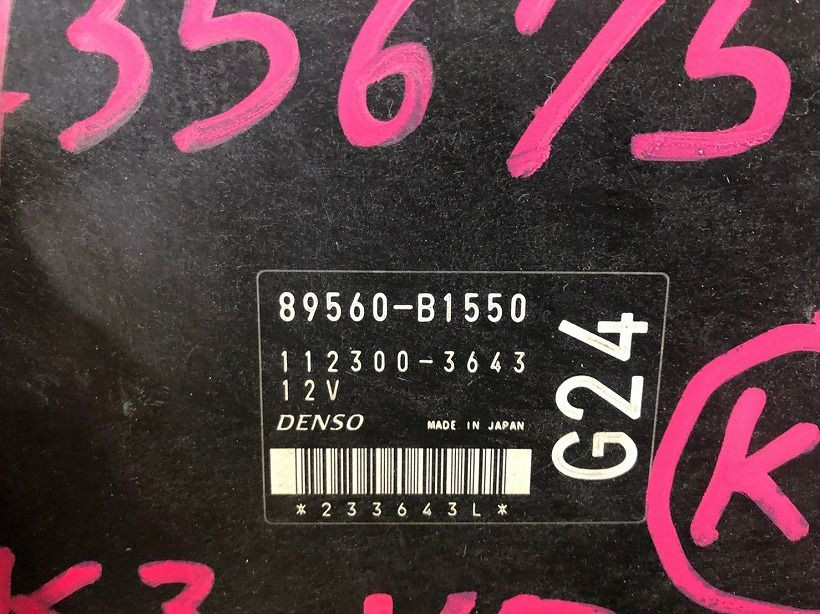 35675
89560-B1550
112300-3643
12V
DENSO MADE IN JAPAN
*233643L*
G24
K
K3